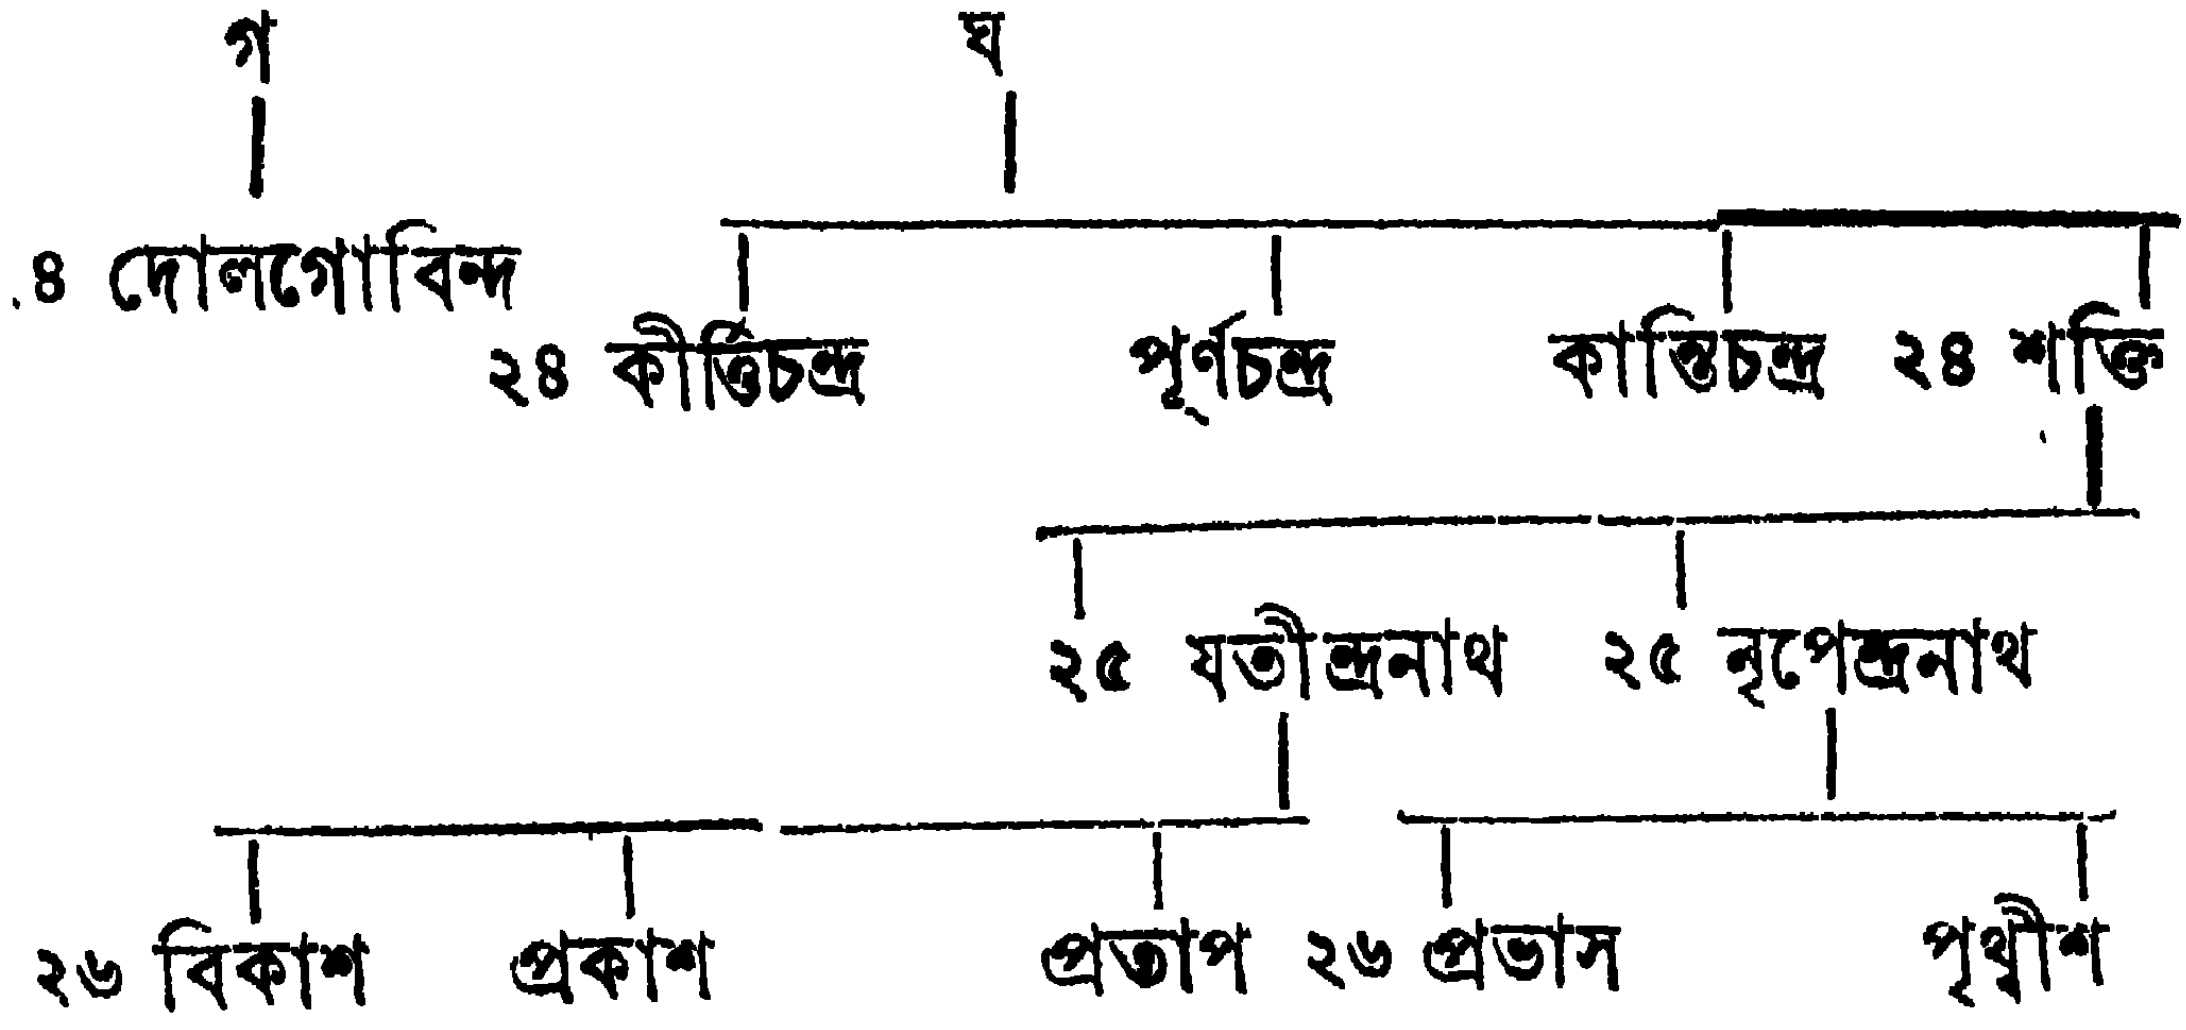 গ ঘ
৪ দোলগোবিন্দ
২৪ কীর্ত্তিচন্দ্র পূর্ণচন্দ্র কান্তিচন্দ্র ২৪ শক্তি
২৫ যতীন্দ্রনাথ ২৫ নৃপেন্দ্রনাথ
২৬ বিকাশ প্রকাশ প্রতাপ ২৬ প্রভাস পৃথ্বীশ